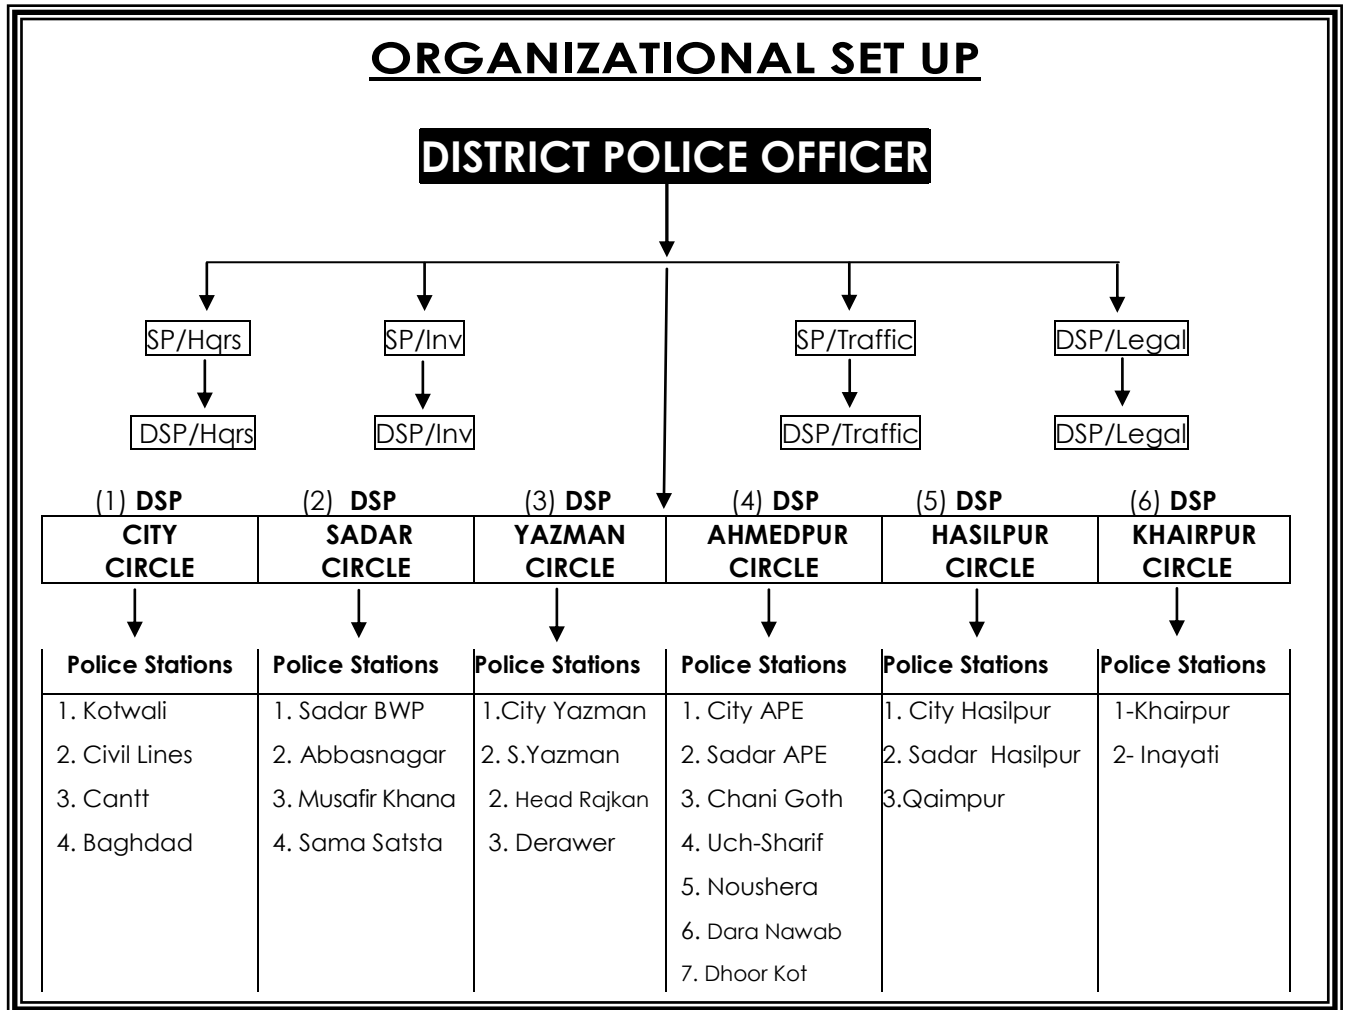 ORGANIZATIONAL SET UP
DISTRICT POLICE OFFICER
SP/Hqrs SP/Inv SP/Traffic DSP/Legal
DSP/Hqrs DSP/Inv DSP/Traffic DSP/Legal
(1) DSP (2) DSP (3) DSP (4) DSP (5) DSP (6) DSP
CITY SADAR YAZMAN AHMEDPUR HASILPUR KHAIRPUR
CIRCLE CIRCLE CIRCLE CIRCLE CIRCLE CIRCLE
Police Stations Police Stations Police Stations Police Stations Police Stations Police Stations
1. Kotwali 1. Sadar BWP 1.City Yazman 1. City APE 1. City Hasilpur 1-Khairpur
2. Civil Lines 2. Abbasnagar 2. S.Yazman 2. Sadar APE 2. Sadar Hasilpur 2- Inayati
3. Cantt 3. Musafir Khana 2. Head Rajkan 3. Chani Goth 3.Qaimpur
4. Baghdad 4. Sama Satsta 3. Derawer 4. Uch-Sharif
5. Noushera
6. Dara Nawab
7. Dhoor Kot